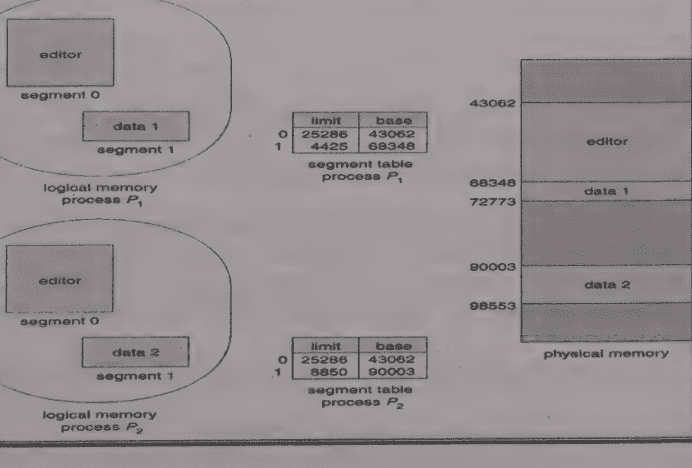 editor
segment 0
data 1
segment 1
logical memory
process P1
limit base
0 25286 43062
1 4425 68348
segment table
process P1
43062
editor
68348
data 1
72773
90003
data 2
98553
physical memory
editor
segment 0
data 2
segment 1
logical memory
process P2
limit base
0 25286 43062
1 8850 90003
segment table
process P2